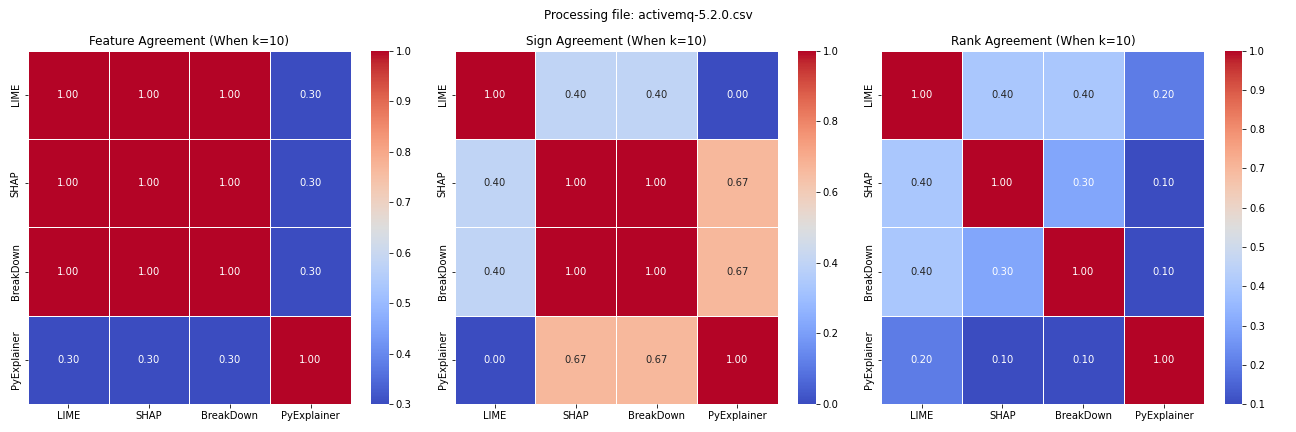 Processing file: activemq-5.2.0.csv
Feature Agreement (When k=10)
LIME 1.00 1.00 1.00 0.30
SHAP 1.00 1.00 1.00 0.30
BreakDown 1.00 1.00 1.00 0.30
PyExplainer 0.30 0.30 0.30 1.00
LIME SHAP BreakDown PyExplainer
1.0
0.9
0.8
0.7
0.6
0.5
0.4
0.3
Sign Agreement (When k=10)
LIME 1.00 0.40 0.40 0.00
SHAP 0.40 1.00 1.00 0.67
BreakDown 0.40 1.00 1.00 0.67
PyExplainer 0.00 0.67 0.67 1.00
LIME SHAP BreakDown PyExplainer
1.0
0.8
0.6
0.4
0.2
0.0
Rank Agreement (When k=10)
LIME 1.00 0.40 0.40 0.20
SHAP 0.40 1.00 0.30 0.10
BreakDown 0.40 0.30 1.00 0.10
PyExplainer 0.20 0.10 0.10 1.00
LIME SHAP BreakDown PyExplainer
1.0
0.9
0.8
0.7
0.6
0.5
0.4
0.3
0.2
0.1